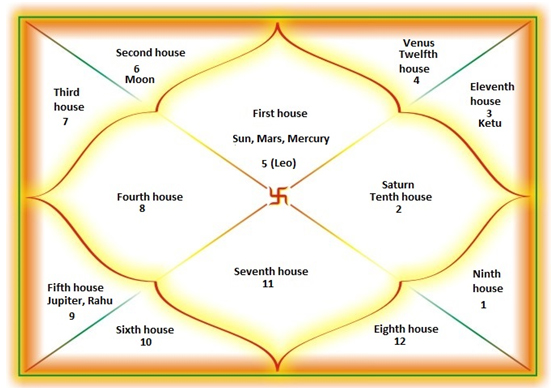 Second house
6
Moon
Venus
Twelfth
house
4
Third
house
7
Eleventh
house
3
Ketu
First house
Sun, Mars, Mercury
5 (Leo)
Fourth house
8
Saturn
Tenth house
2
Seventh house
11
Fifth house
Jupiter, Rahu
9
Sixth house
10
Ninth
house
1
Eighth house
12